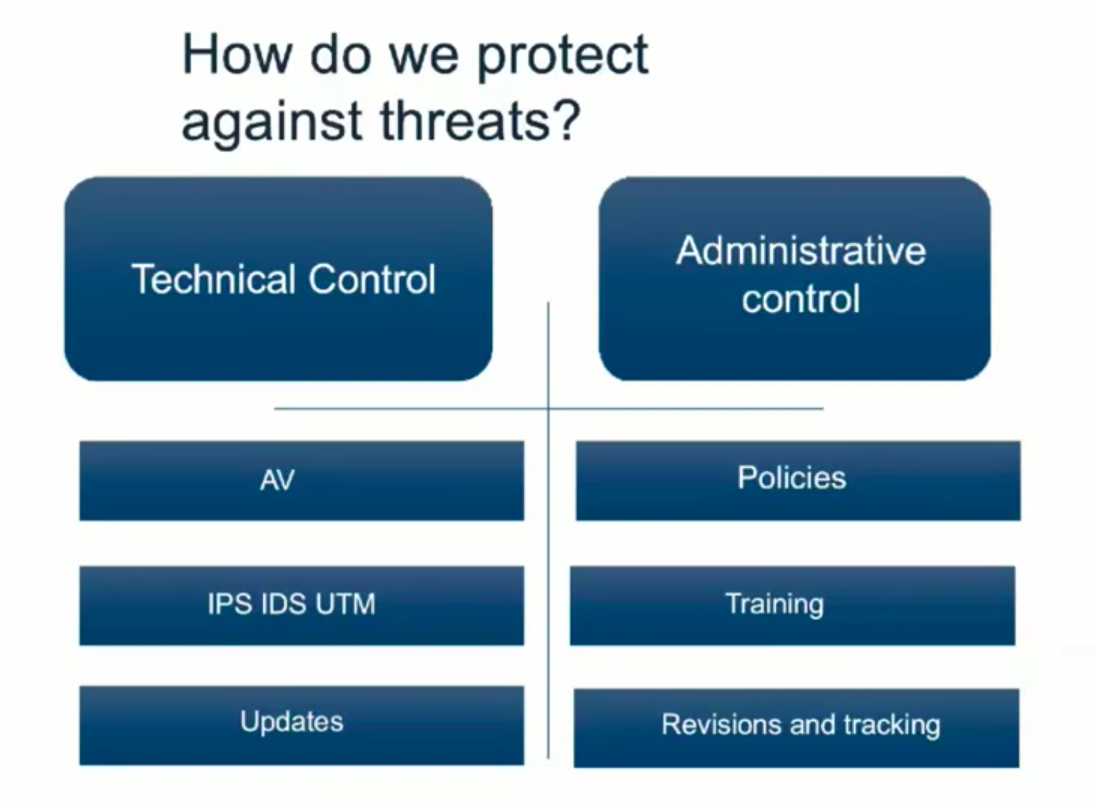 How do we protect
against threats?
Technical Control
Administrative
control
AV
Policies
IPS IDS UTM
Training
Updates
Revisions and tracking